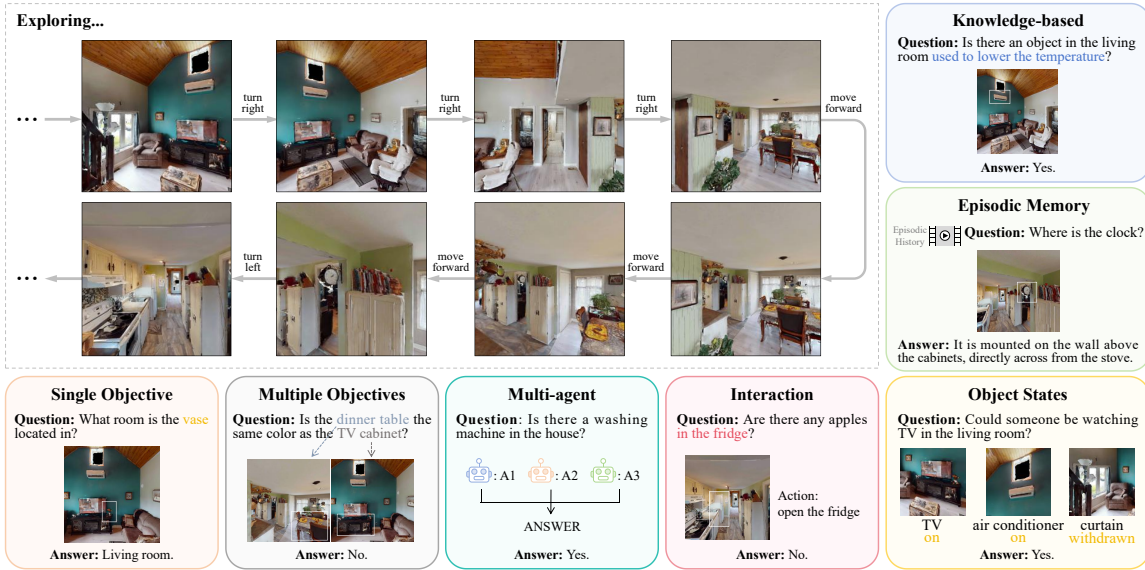 Exploring...
turn
right
turn
right
turn
right
move
forward
...
...
turn
left
move
forward
move
forward
Knowledge-based
Question: Is there an object in the living
room used to lower the temperature?
Answer: Yes.
Episodic Memory
Episodic
History
Question: Where is the clock?
Answer: It is mounted on the wall above
the cabinets, directly across from the stove.
Single Objective
Question: What room is the vase
located in?
Answer: Living room.
Multiple Objectives
Question: Is the dinner table the
same color as the TV cabinet?
Answer: No.
Multi-agent
Question: Is there a washing
machine in the house?
: A1
: A2
: A3
ANSWER
Answer: Yes.
Interaction
Question: Are there any apples
in the fridge?
Action:
open the fridge
Answer: No.
Object States
Question: Could someone be watching
TV in the living room?
TV
on
air conditioner
on
curtain
withdrawn
Answer: Yes.